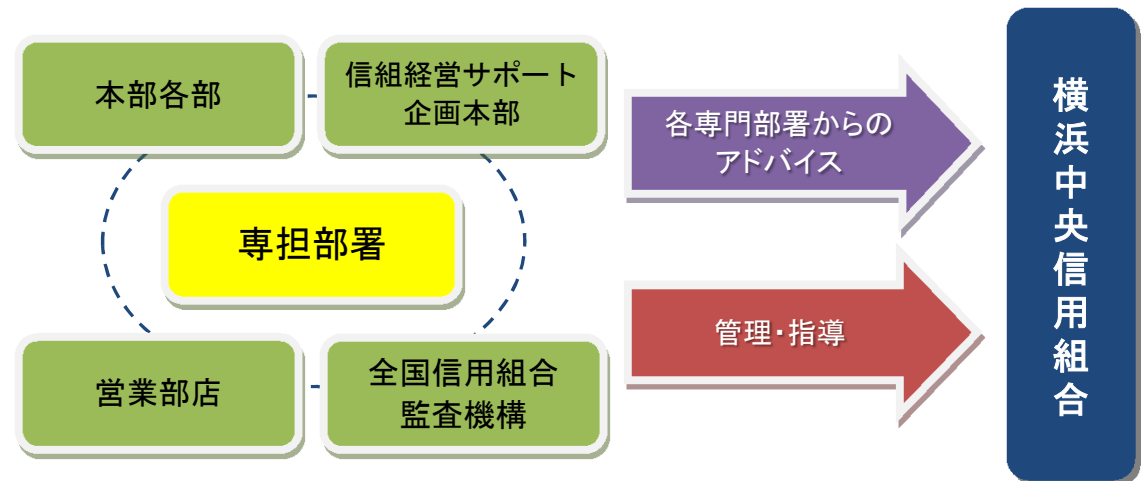 本部各部
信組経営サポート
企画本部
専担部署
営業部店
全国信用組合
監査機構
各専門部署からの
アドバイス
管理・指導
横浜中央信用組合